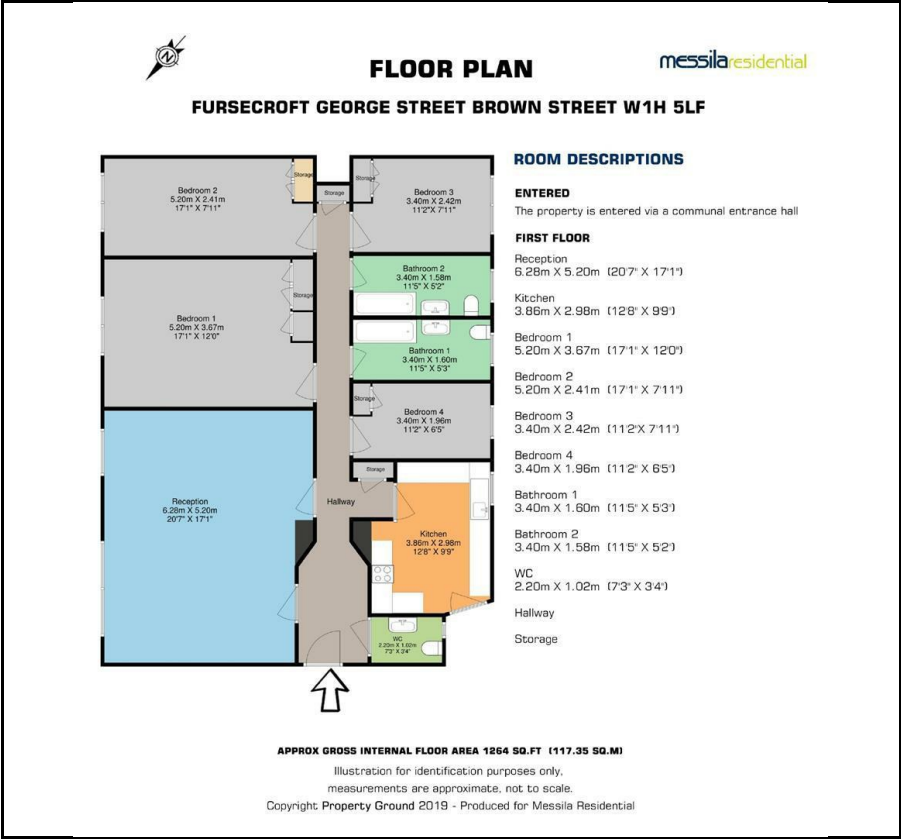 N
FLOOR PLAN
messilaresidential
FURSECROFT GEORGE STREET BROWN STREET W1H 5LF
Bedroom 2
5.20m X 2.41m
17'1" X 7'11"
Storage
Storage
Storage
Bedroom 3
3.40m X 2.42m
11'2"X 7'11"
Bathroom 2
3.40m X 1.58m
11'5" X 5'2"
Bedroom 1
5.20m X 3.67m
17'1" X 12'0"
Storage
Bathroom 1
3.40m X 1.60m
11'5" X 5'3"
Storage
Bedroom 4
3.40m X 1.96m
11'2" X 6'5"
Storage
Reception
6.28m X 5.20m
20'7" X 17'1"
Hallway
Kitchen
3.86m X 2.98m
12'8" X 9'9"
WC
2.20m X 1.02m
7'3" X 3'4"
ROOM DESCRIPTIONS
ENTERED
The property is entered via a communal entrance hall
FIRST FLOOR
Reception
6.28m X 5.20m (20'7" X 17'1")
Kitchen
3.86m X 2.98m (12'8" X 9'9")
Bedroom 1
5.20m X 3.67m (17'1" X 12'0")
Bedroom 2
5.20m X 2.41m (17'1" X 7'11")
Bedroom 3
3.40m X 2.42m (11'2"X 7'11")
Bedroom 4
3.40m X 1.96m (11'2" X 6'5")
Bathroom 1
3.40m X 1.60m (11'5" X 5'3")
Bathroom 2
3.40m X 1.58m (11'5" X 5'2")
WC
2.20m X 1.02m (7'3" X 3'4")
Hallway
Storage
APPROX GROSS INTERNAL FLOOR AREA 1264 SQ.FT (117.35 SQ.M)
Illustration for identification purposes only,
measurements are approximate, not to scale.
Copyright Property Ground 2019 - Produced for Messila Residential